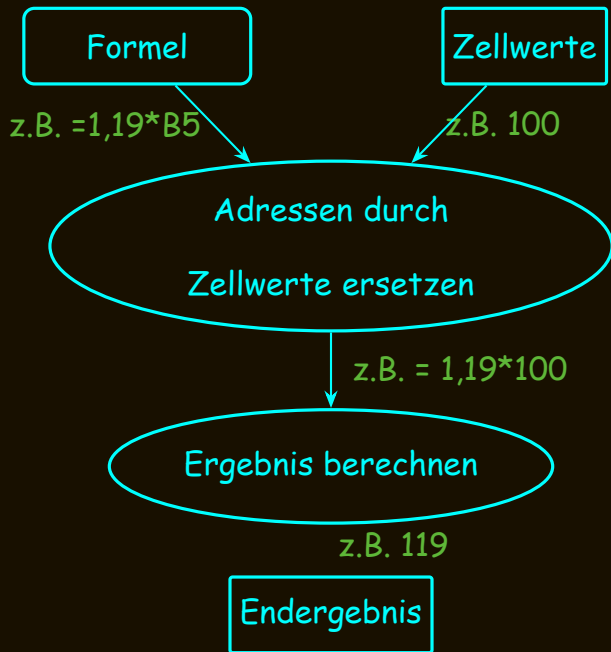 Formel
Zellwerte
z.B. =1,19*B5
z.B. 100
Adressen durch
Zellwerte ersetzen
z.B. = 1,19*100
Ergebnis berechnen
z.B. 119
Endergebnis